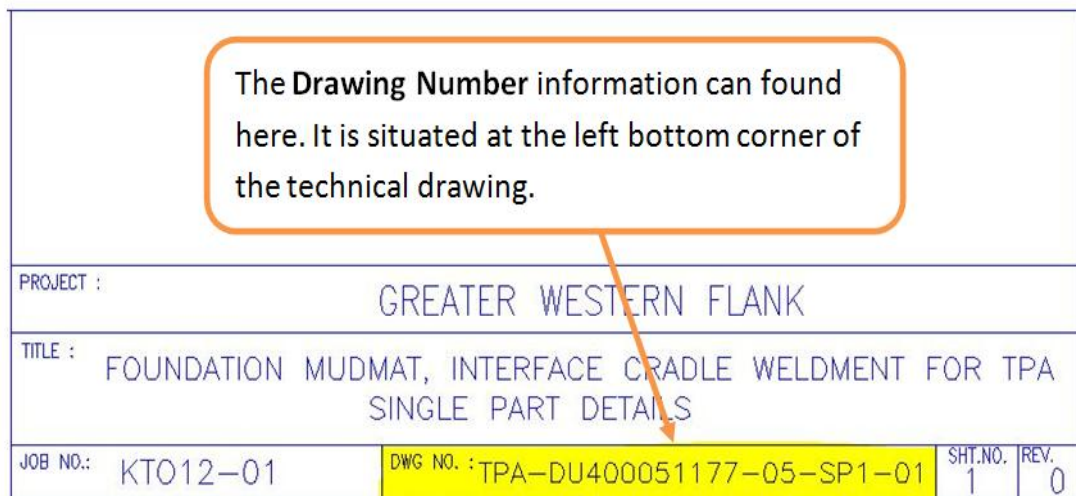 The Drawing Number information can found
here. It is situated at the left bottom corner of
the technical drawing.
PROJECT :
GREATER WESTERN FLANK
TITLE :
FOUNDATION MUDMAT, INTERFACE CRADLE WELDMENT FOR TPA
SINGLE PART DETAILS
JOB NO.: KT012-01
DWG NO. : TPA-DU400051177-05-SP1-01
SHT.NO. 1
REV. 0